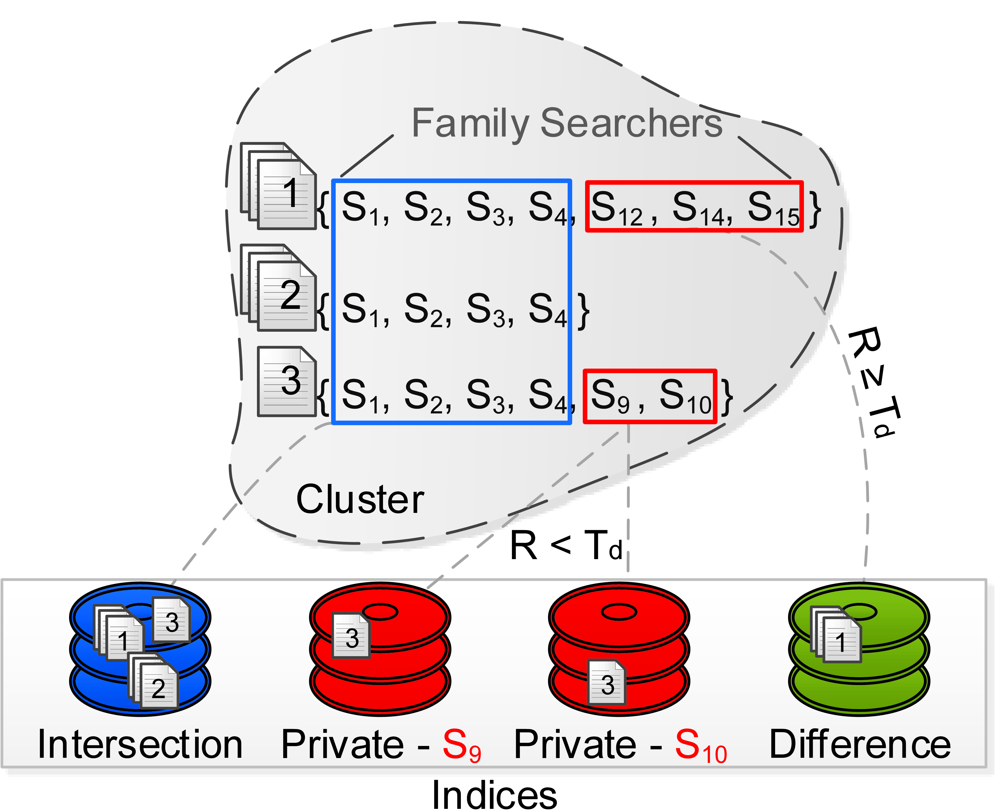 Family Searchers
1 { S1, S2, S3, S4, S12 , S14, S15 }
2 { S1, S2, S3, S4 }
3 { S1, S2, S3, S4, S9 , S10 }
R ≥ Td
Cluster
R < Td
1 3 2
3
3
1
Intersection
Private - S9
Private - S10
Difference
Indices